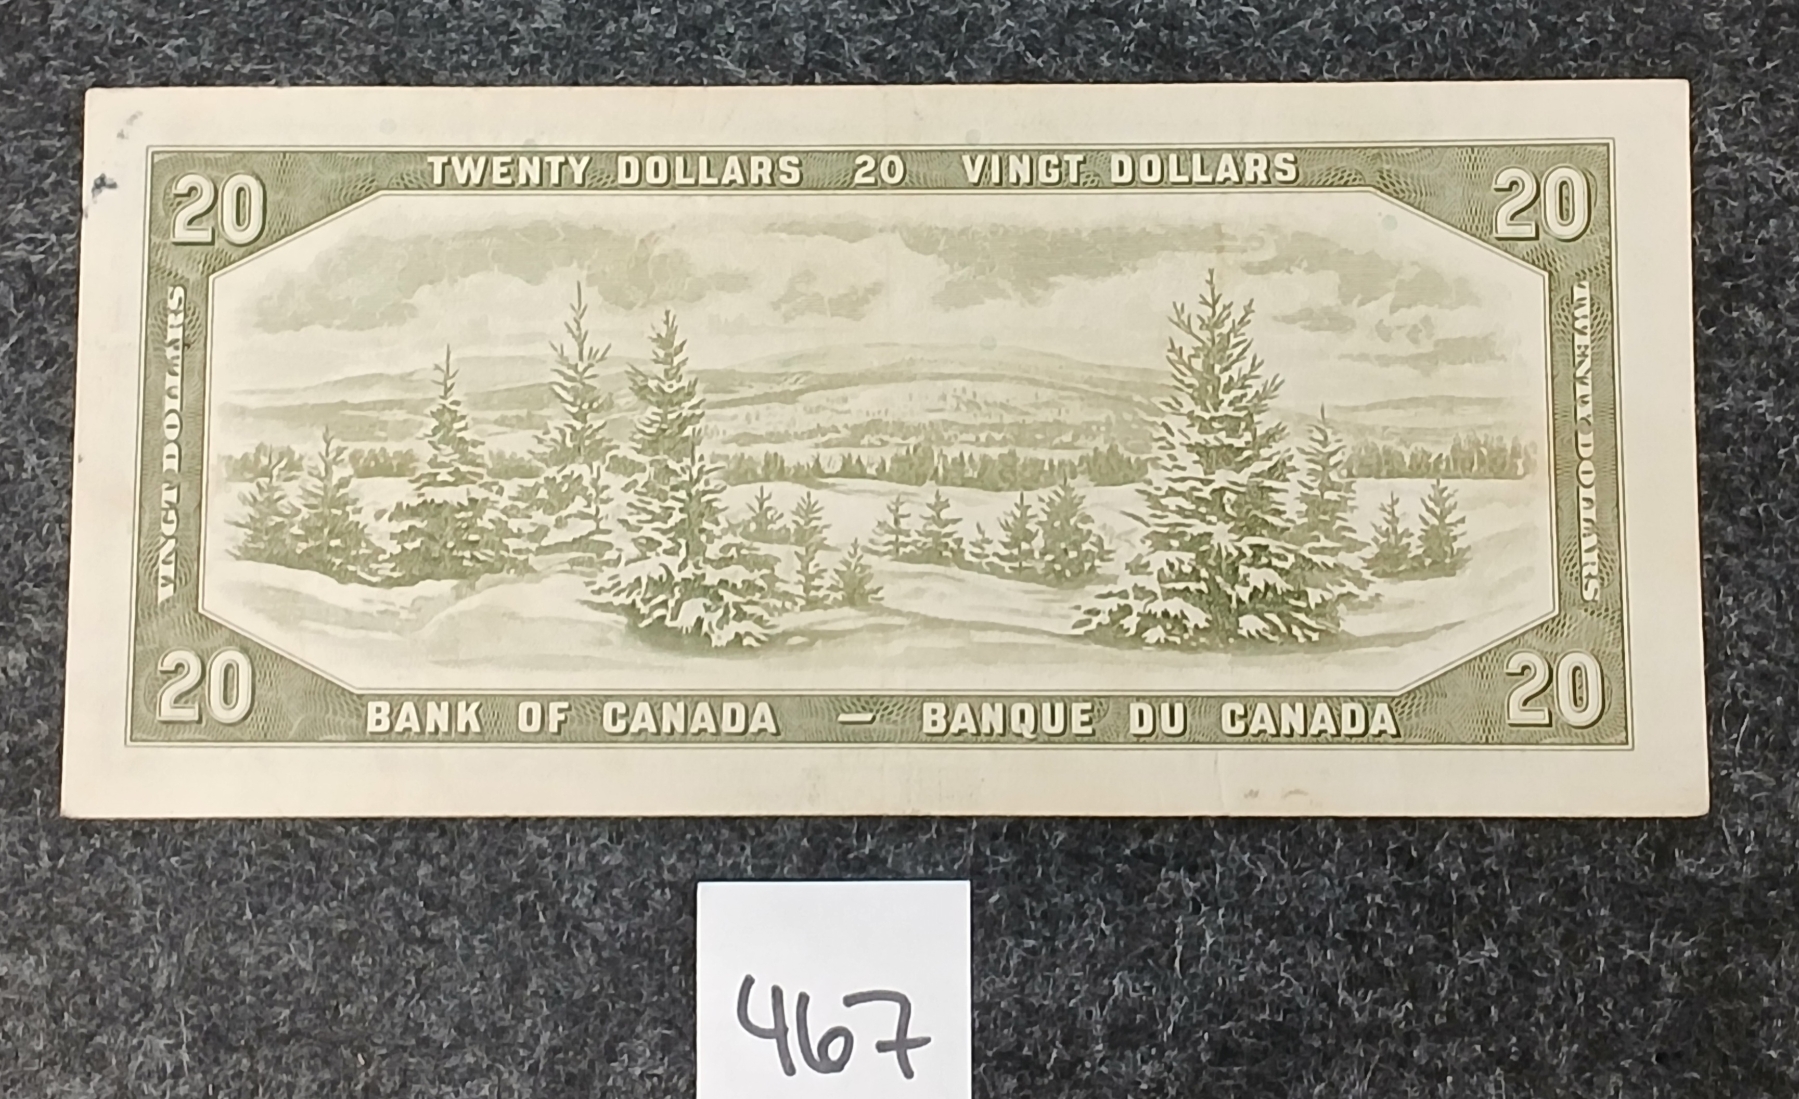 TWENTY DOLLARS 20 VINGT DOLLARS
20
20
VINGT DOLLARS
TWENTY DOLLARS
20
20
BANK OF CANADA — BANQUE DU CANADA
467